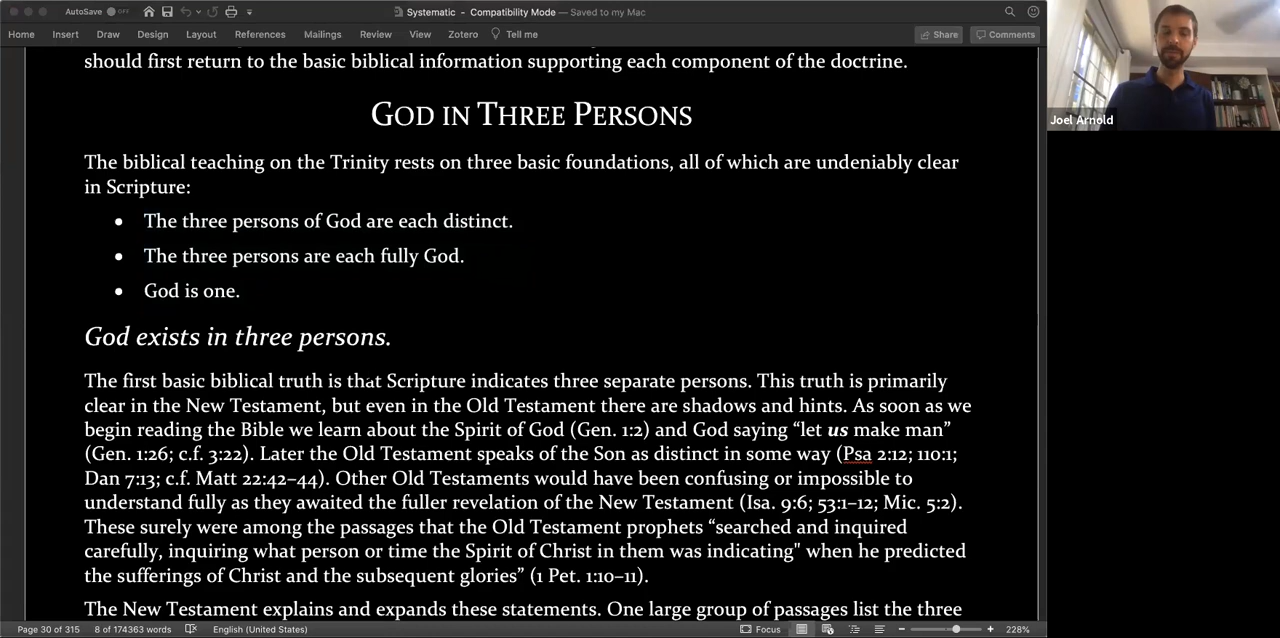 AutoSave OFF
Systematic - Compatibility Mode — Saved to my Mac
Home Insert Draw Design Layout References Mailings Review View Zotero Tell me Share Comments
should first return to the basic biblical information supporting each component of the doctrine.
GOD IN THREE PERSONS
The biblical teaching on the Trinity rests on three basic foundations, all of which are undeniably clear
in Scripture:
• The three persons of God are each distinct.
• The three persons are each fully God.
• God is one.
God exists in three persons.
The first basic biblical truth is that Scripture indicates three separate persons. This truth is primarily
clear in the New Testament, but even in the Old Testament there are shadows and hints. As soon as we
begin reading the Bible we learn about the Spirit of God (Gen. 1:2) and God saying “let us make man”
(Gen. 1:26; c.f. 3:22). Later the Old Testament speaks of the Son as distinct in some way (Psa 2:12; 110:1;
Dan 7:13; c.f. Matt 22:42–44). Other Old Testaments would have been confusing or impossible to
understand fully as they awaited the fuller revelation of the New Testament (Isa. 9:6; 53:1–12; Mic. 5:2).
These surely were among the passages that the Old Testament prophets “searched and inquired
carefully, inquiring what person or time the Spirit of Christ in them was indicating" when he predicted
the sufferings of Christ and the subsequent glories” (1 Pet. 1:10–11).
The New Testament explains and expands these statements. One large group of passages list the three
Page 30 of 315 8 of 174363 words English (United States) Focus 228%
Joel Arnold